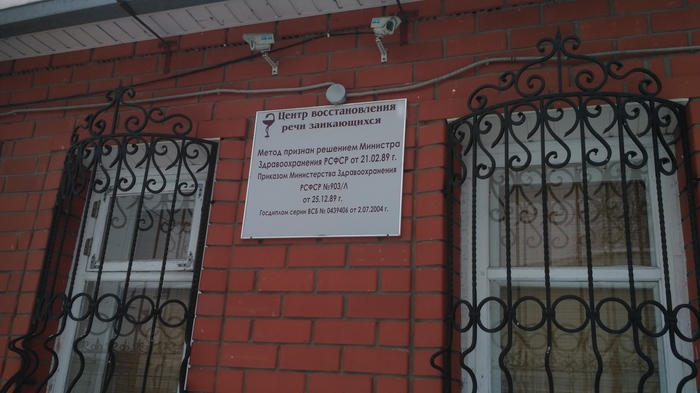 Центр восстановления
речи заикающихся
Метод признан решением Министра
Здравоохранения РСФСР от 21.02.89 г.
Приказом Министерства Здравоохранения
РСФСР №903/Л
от 25.12.89 г.
Госдиплом серии ВСБ № 0439406 от 2.07.2004 г.